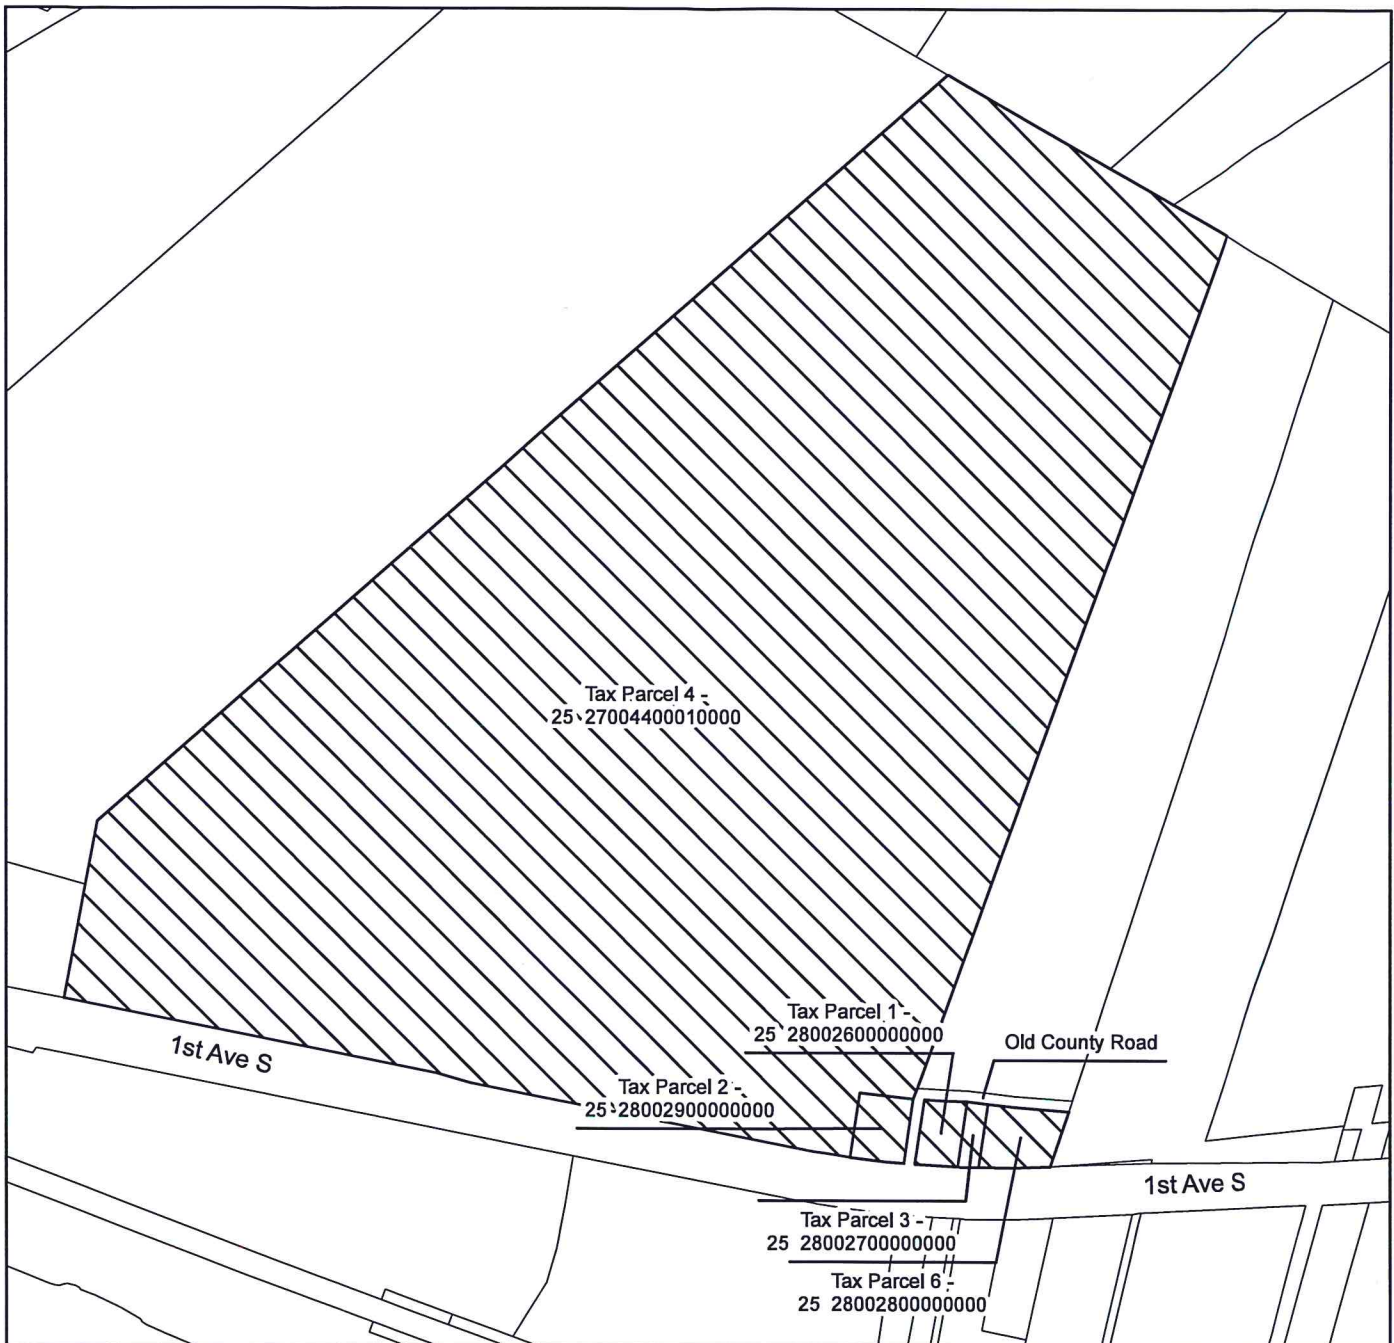 Tax Parcel 4 -
25 27004400010000
Tax Parcel 1 -
25 28002600000000
Old County Road
1st Ave S
Tax Parcel 2 -
25 28002900000000
1st Ave S
Tax Parcel 3 -
25 28002700000000
Tax Parcel 6 -
25 28002800000000